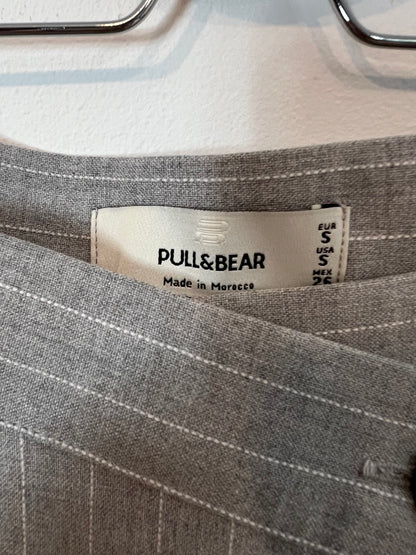 PULL&BEAR
Made in Morocco
EUR
S
USA
S
MEX
26